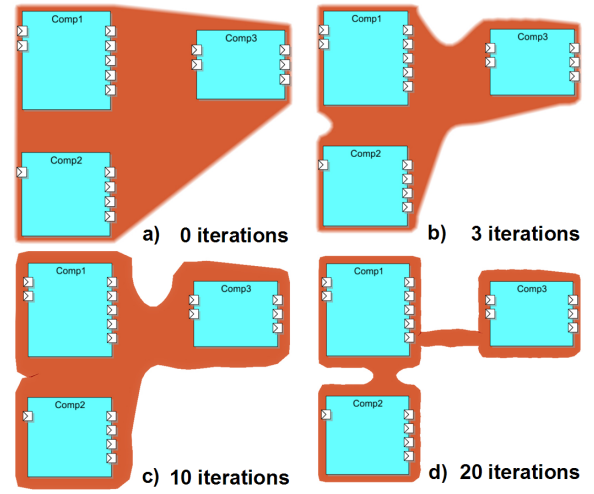 Comp1
Comp3
Comp2
a) 0 iterations
Comp1
Comp3
Comp2
b) 3 iterations
Comp1
Comp3
Comp2
c) 10 iterations
Comp1
Comp3
Comp2
d) 20 iterations